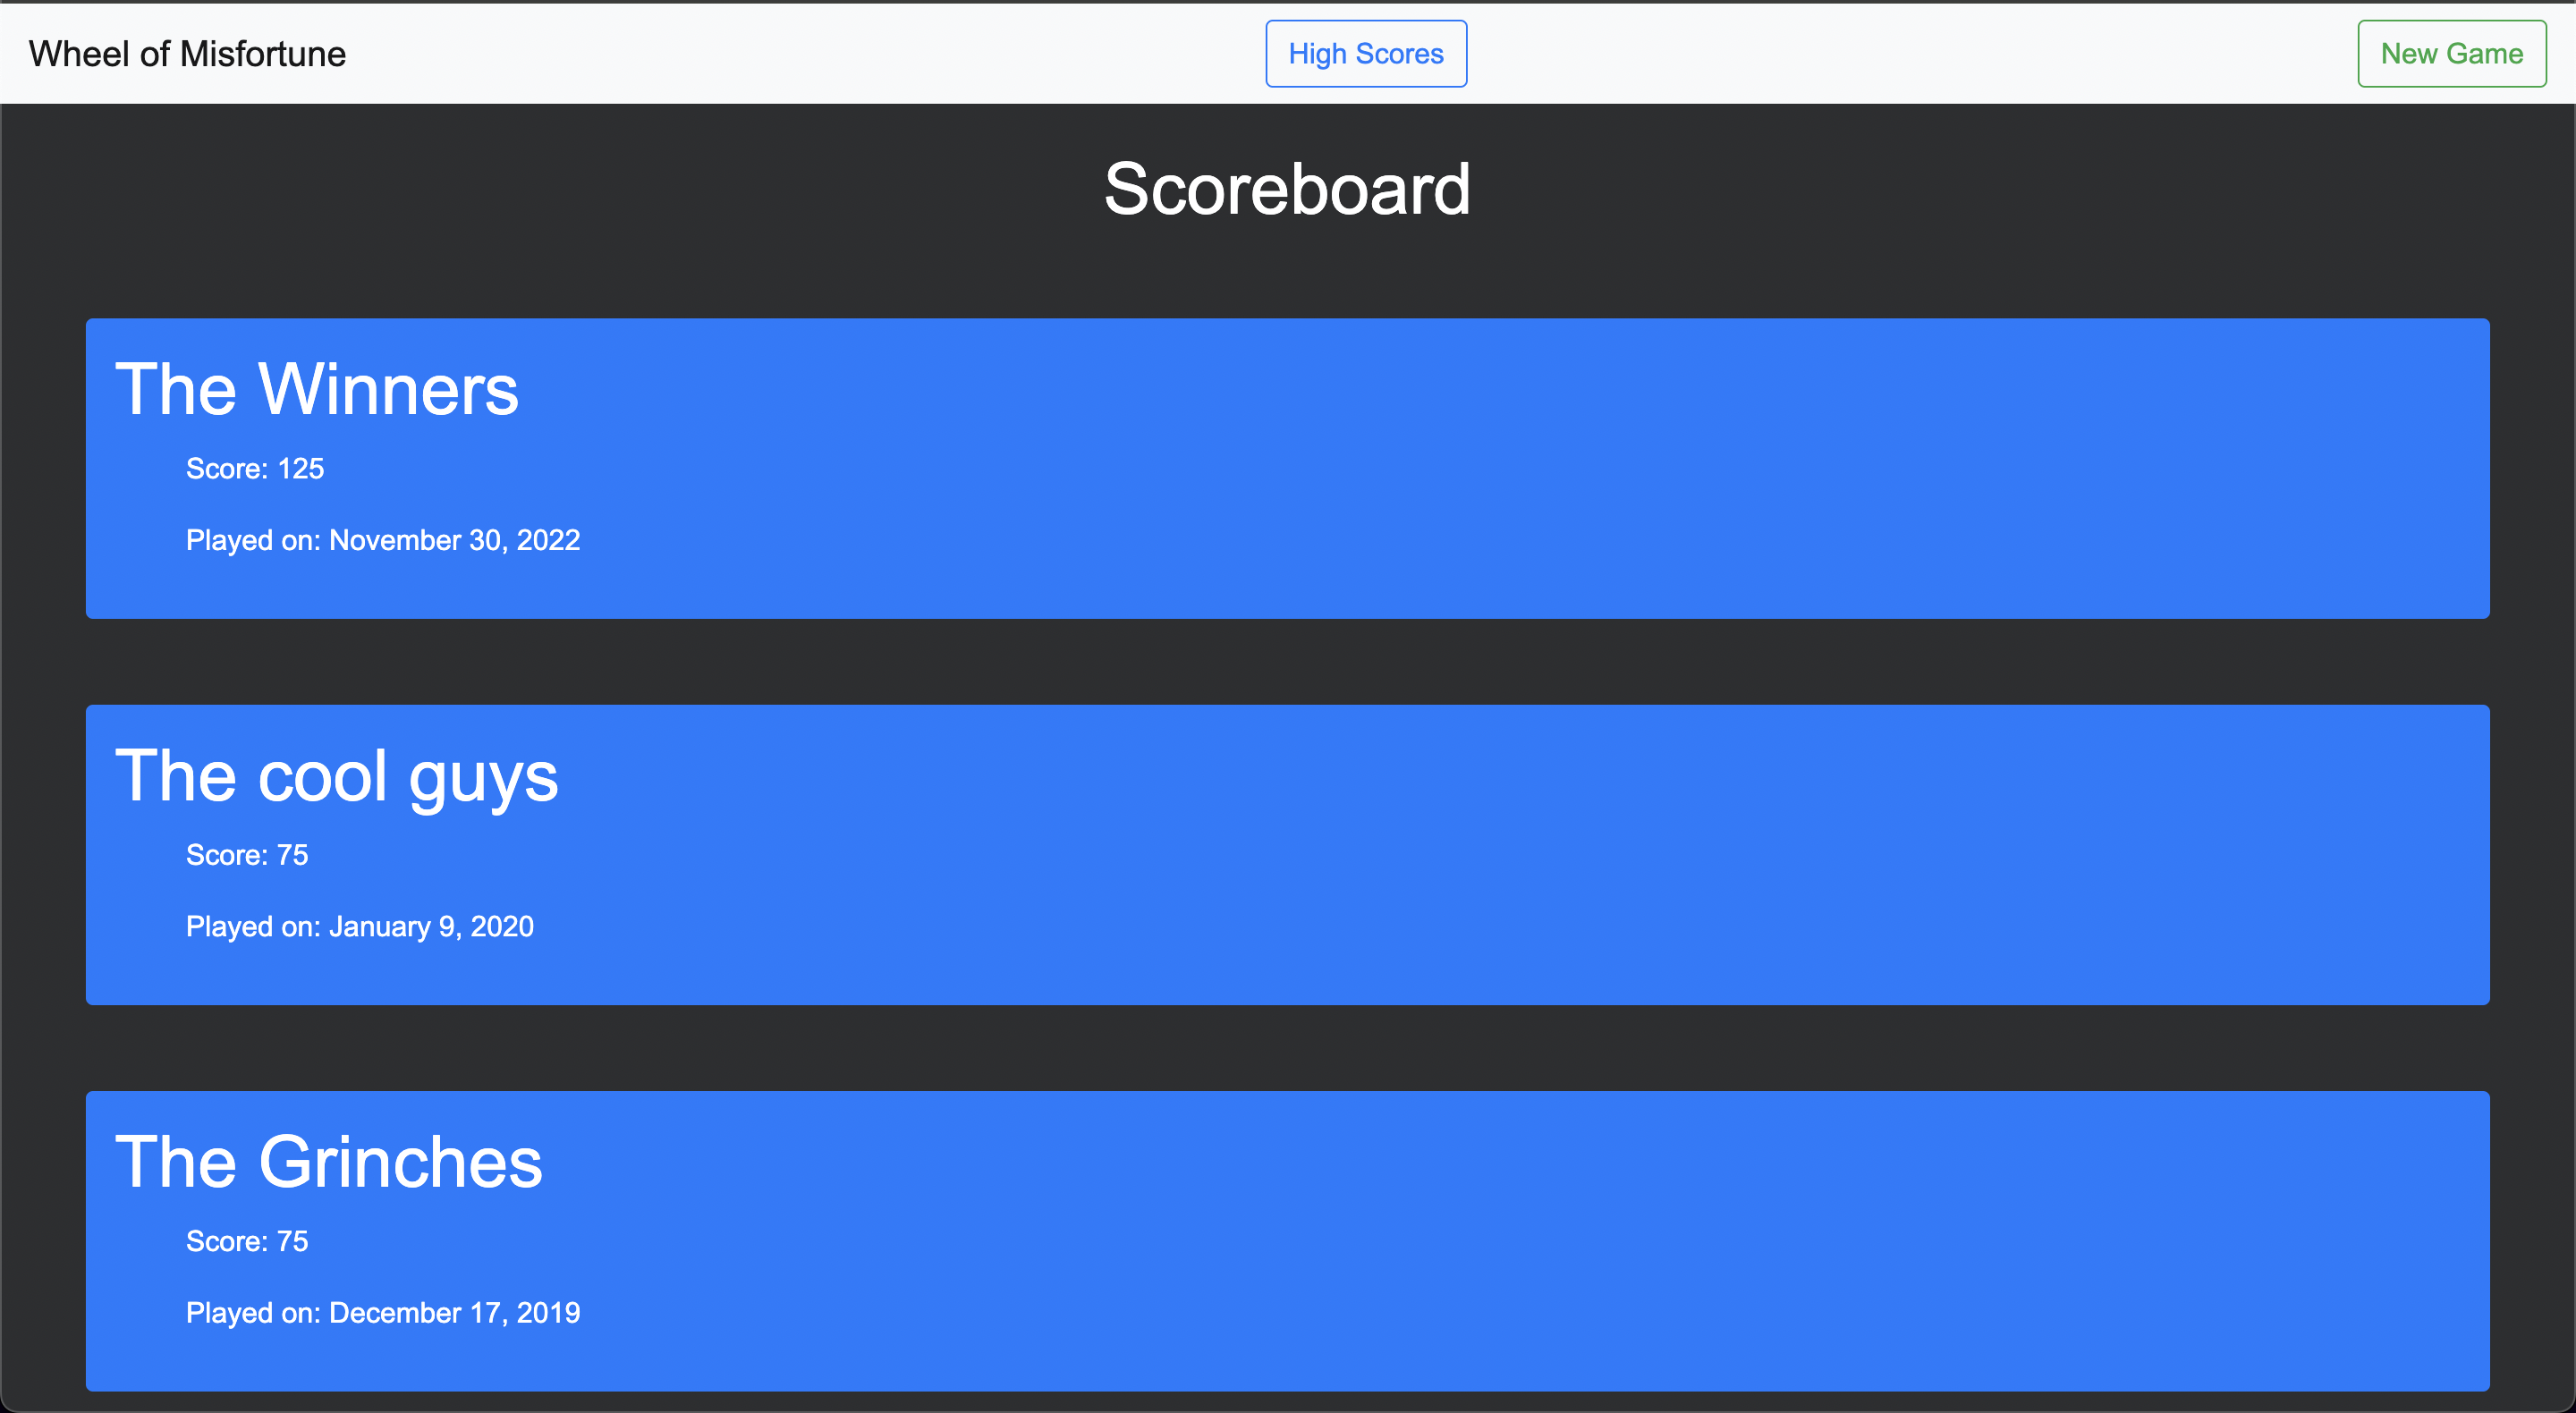 Wheel of Misfortune
High Scores
New Game
Scoreboard
The Winners
Score: 125
Played on: November 30, 2022
The cool guys
Score: 75
Played on: January 9, 2020
The Grinches
Score: 75
Played on: December 17, 2019